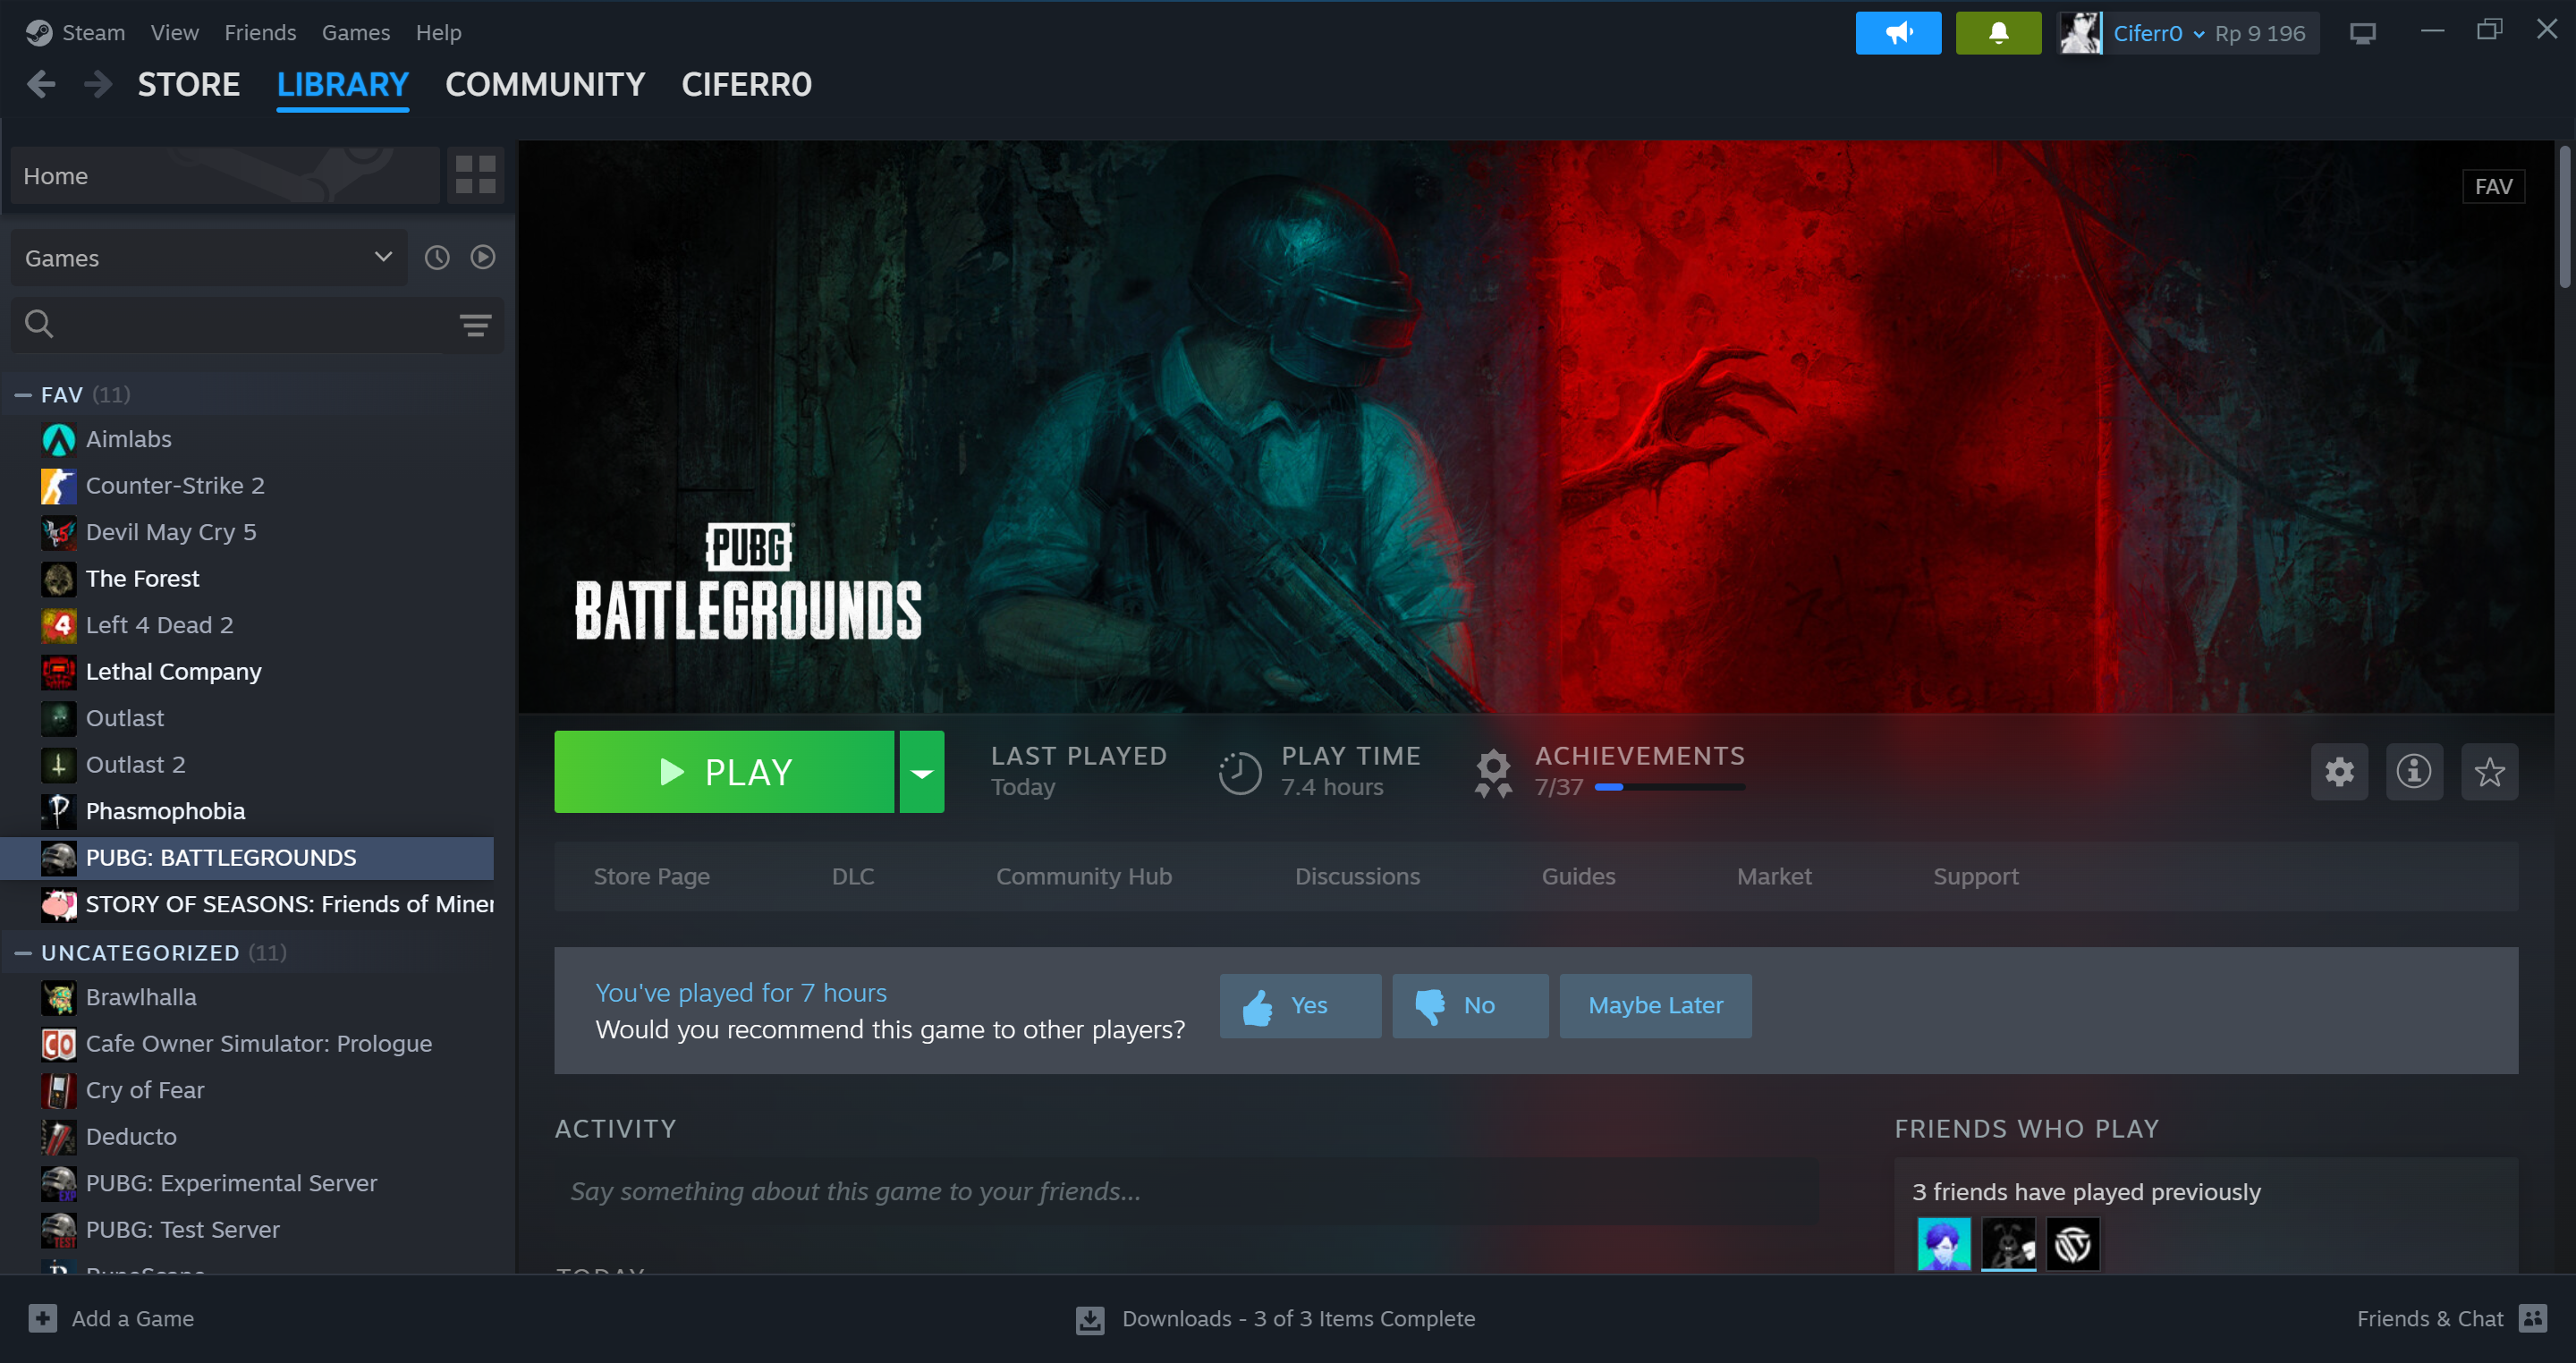 Steam View Friends Games Help
Ciferr0 Rp 9 196
STORE LIBRARY COMMUNITY CIFERR0
Home
Games
FAV (11)
Aimlabs
Counter-Strike 2
Devil May Cry 5
The Forest
Left 4 Dead 2
Lethal Company
Outlast
Outlast 2
Phasmophobia
PUBG: BATTLEGROUNDS
STORY OF SEASONS: Friends of Miner
UNCATEGORIZED (11)
Brawlhalla
Cafe Owner Simulator: Prologue
Cry of Fear
Deducto
PUBG: Experimental Server
PUBG: Test Server
Add a Game
FAV
PUBG
BATTLEGROUNDS
PLAY
LAST PLAYED
Today
PLAY TIME
7.4 hours
ACHIEVEMENTS
7/37
Store Page DLC Community Hub Discussions Guides Market Support
You've played for 7 hours
Would you recommend this game to other players?
Yes No Maybe Later
ACTIVITY
Say something about this game to your friends...
TODAY
FRIENDS WHO PLAY
3 friends have played previously
Downloads - 3 of 3 Items Complete
Friends & Chat